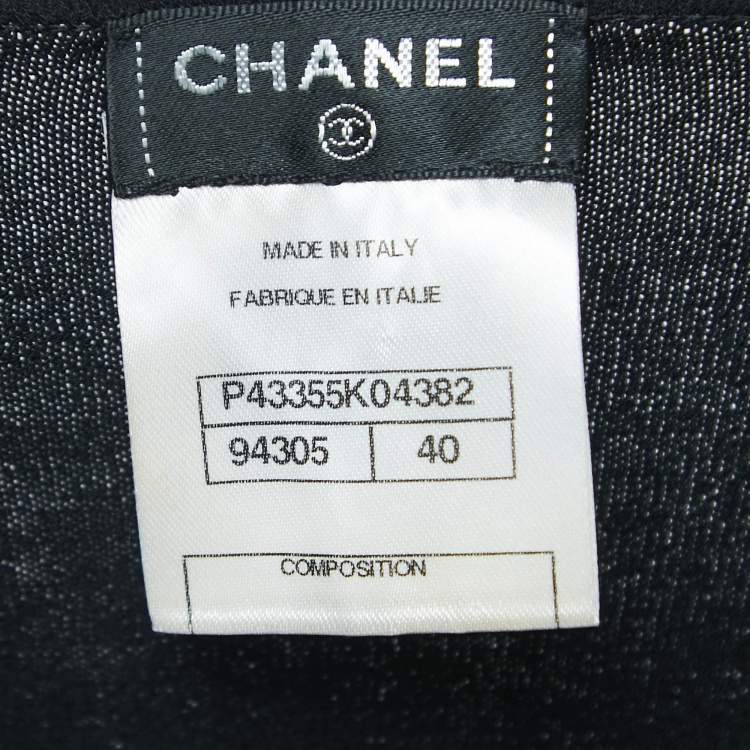 CHANEL
MADE IN ITALY
FABRIQUE EN ITALIE
P43355K04382
94305 40
COMPOSITION